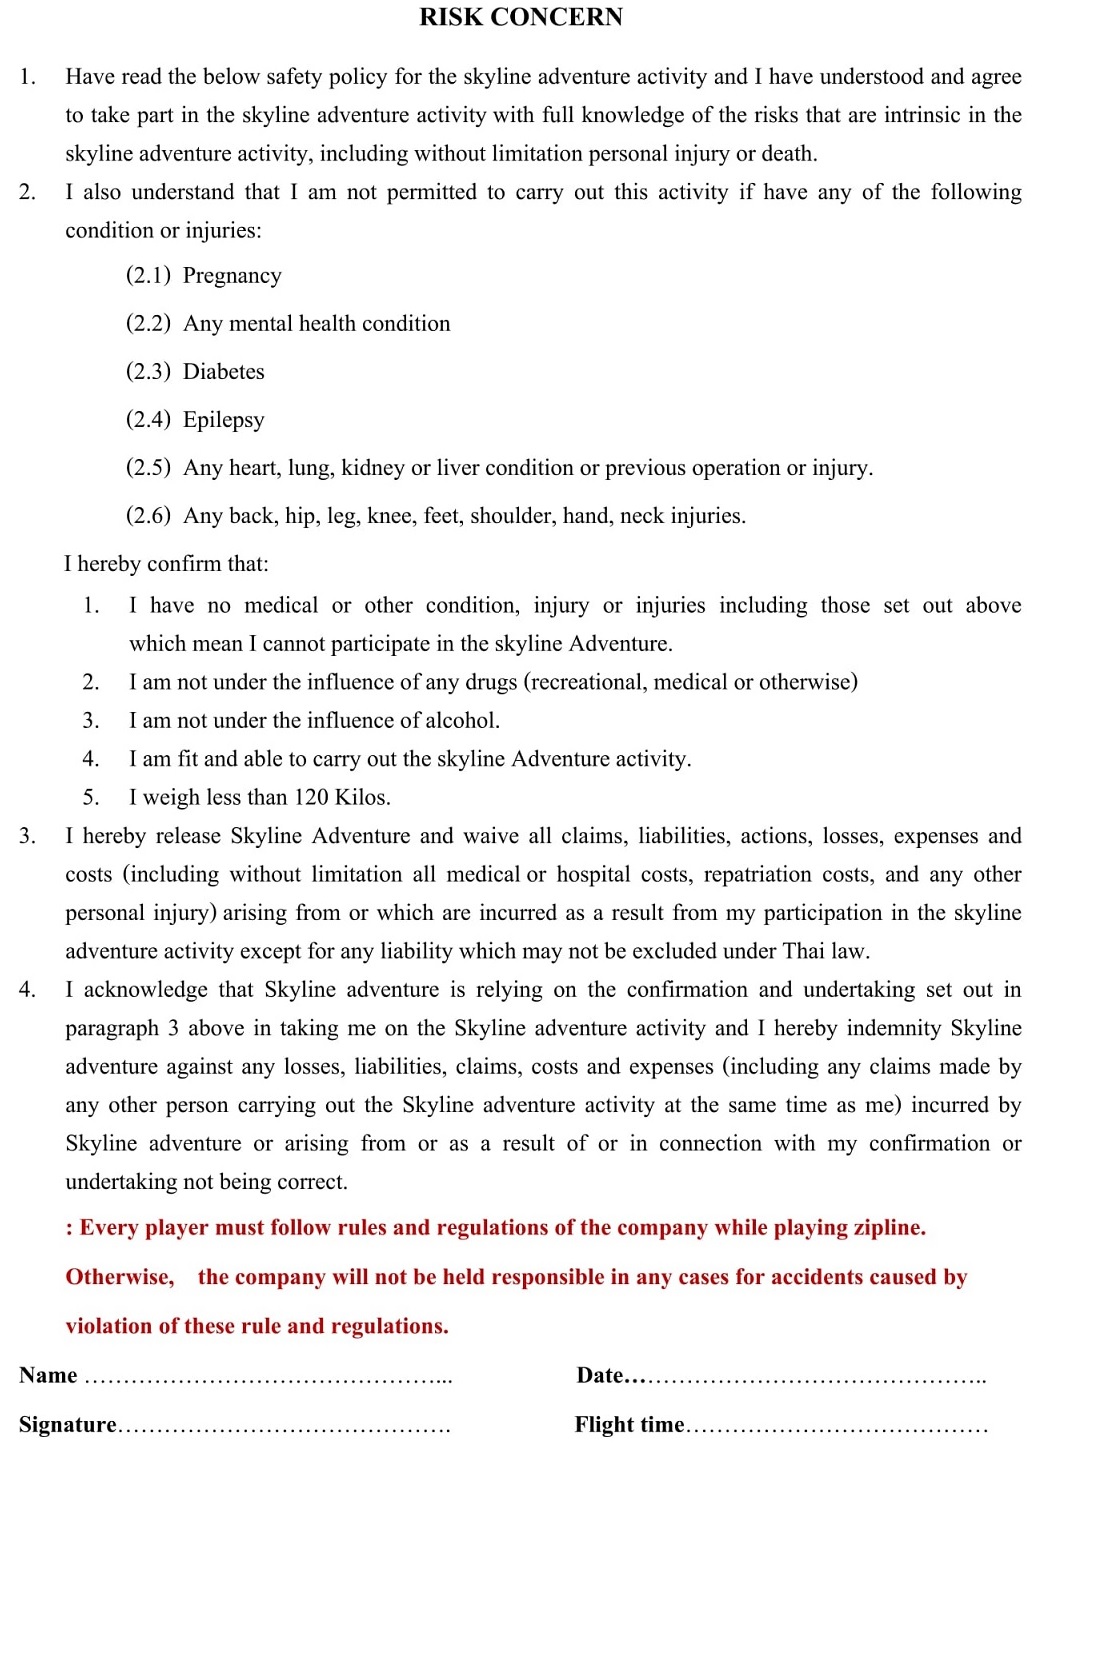 RISK CONCERN
1. Have read the below safety policy for the skyline adventure activity and I have understood and agree
to take part in the skyline adventure activity with full knowledge of the risks that are intrinsic in the
skyline adventure activity, including without limitation personal injury or death.
2. I also understand that I am not permitted to carry out this activity if have any of the following
condition or injuries:
(2.1) Pregnancy
(2.2) Any mental health condition
(2.3) Diabetes
(2.4) Epilepsy
(2.5) Any heart, lung, kidney or liver condition or previous operation or injury.
(2.6) Any back, hip, leg, knee, feet, shoulder, hand, neck injuries.
I hereby confirm that:
1. I have no medical or other condition, injury or injuries including those set out above
which mean I cannot participate in the skyline Adventure.
2. I am not under the influence of any drugs (recreational, medical or otherwise)
3. I am not under the influence of alcohol.
4. I am fit and able to carry out the skyline Adventure activity.
5. I weigh less than 120 Kilos.
3. I hereby release Skyline Adventure and waive all claims, liabilities, actions, losses, expenses and
costs (including without limitation all medical or hospital costs, repatriation costs, and any other
personal injury) arising from or which are incurred as a result from my participation in the skyline
adventure activity except for any liability which may not be excluded under Thai law.
4. I acknowledge that Skyline adventure is relying on the confirmation and undertaking set out in
paragraph 3 above in taking me on the Skyline adventure activity and I hereby indemnity Skyline
adventure against any losses, liabilities, claims, costs and expenses (including any claims made by
any other person carrying out the Skyline adventure activity at the same time as me) incurred by
Skyline adventure or arising from or as a result of or in connection with my confirmation or
undertaking not being correct.
: Every player must follow rules and regulations of the company while playing zipline.
Otherwise, the company will not be held responsible in any cases for accidents caused by
violation of these rule and regulations.
Name ............................................... Date...............................................
Signature............................................ Flight time.......................................